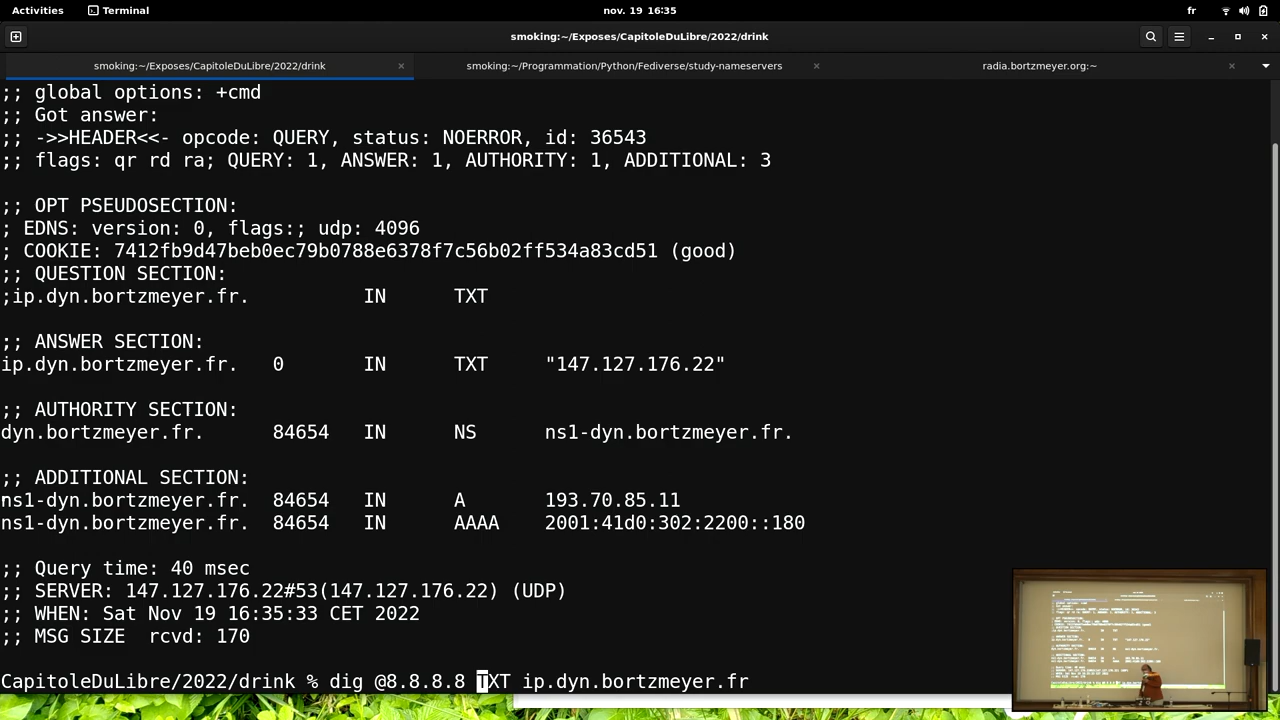 Activities Terminal nov. 19 16:35 fr
smoking:~/Exposes/CapitoleDuLibre/2022/drink
smoking:~/Exposes/CapitoleDuLibre/2022/drink smoking:~/Programmation/Python/Fediverse/study-nameservers radia.bortzmeyer.org:~
;; global options: +cmd
;; Got answer:
;; ->>HEADER<<- opcode: QUERY, status: NOERROR, id: 36543
;; flags: qr rd ra; QUERY: 1, ANSWER: 1, AUTHORITY: 1, ADDITIONAL: 3
;; OPT PSEUDOSECTION:
; EDNS: version: 0, flags:; udp: 4096
; COOKIE: 7412fb9d47beb0ec79b0788e6378f7c56b02ff534a83cd51 (good)
;; QUESTION SECTION:
;ip.dyn.bortzmeyer.fr. IN TXT
;; ANSWER SECTION:
ip.dyn.bortzmeyer.fr. 0 IN TXT "147.127.176.22"
;; AUTHORITY SECTION:
dyn.bortzmeyer.fr. 84654 IN NS ns1-dyn.bortzmeyer.fr.
;; ADDITIONAL SECTION:
ns1-dyn.bortzmeyer.fr. 84654 IN A 193.70.85.11
ns1-dyn.bortzmeyer.fr. 84654 IN AAAA 2001:41d0:302:2200::180
;; Query time: 40 msec
;; SERVER: 147.127.176.22#53(147.127.176.22) (UDP)
;; WHEN: Sat Nov 19 16:35:33 CET 2022
;; MSG SIZE rcvd: 170
CapitoleDuLibre/2022/drink % dig @8.8.8.8 TXT ip.dyn.bortzmeyer.fr